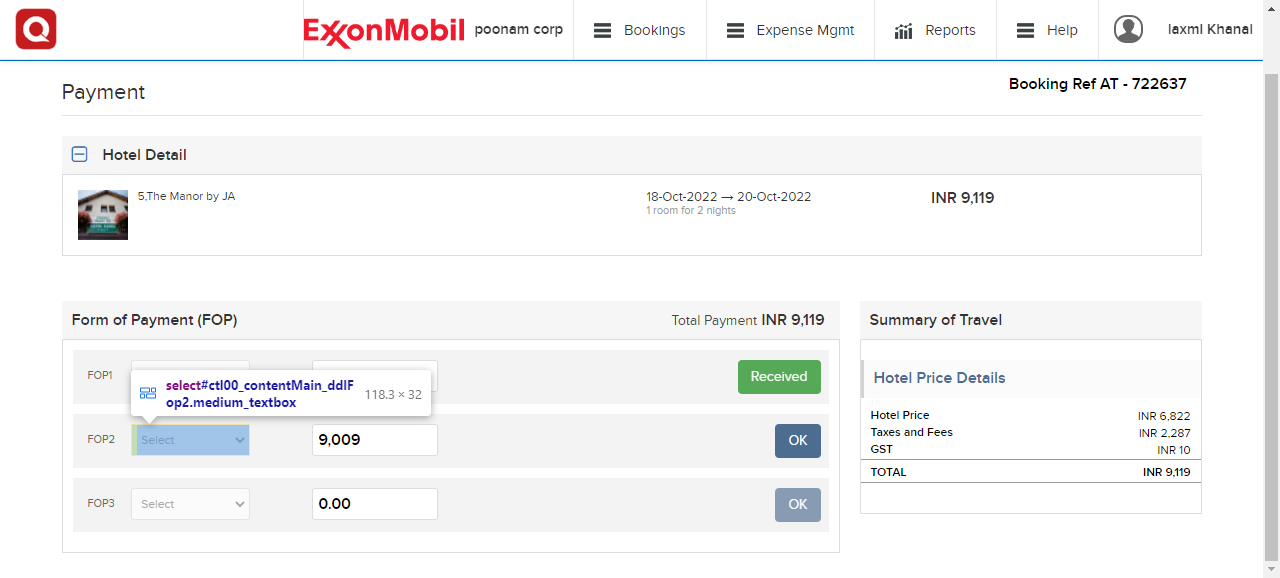 Q ExxonMobil poonam corp Bookings Expense Mgmt Reports Help laxmi Khanal
Payment
Booking Ref AT - 722637
Hotel Detail
5,The Manor by JA
18-Oct-2022 → 20-Oct-2022
1 room for 2 nights
INR 9,119
Form of Payment (FOP)
Total Payment INR 9,119
FOP1
Received
select#ctl00_contentMain_ddlF
op2.medium_textbox
118.3 × 32
FOP2 Select 9,009 OK
FOP3 Select 0.00 OK
Summary of Travel
Hotel Price Details
Hotel Price INR 6,822
Taxes and Fees INR 2,287
GST INR 10
TOTAL INR 9,119